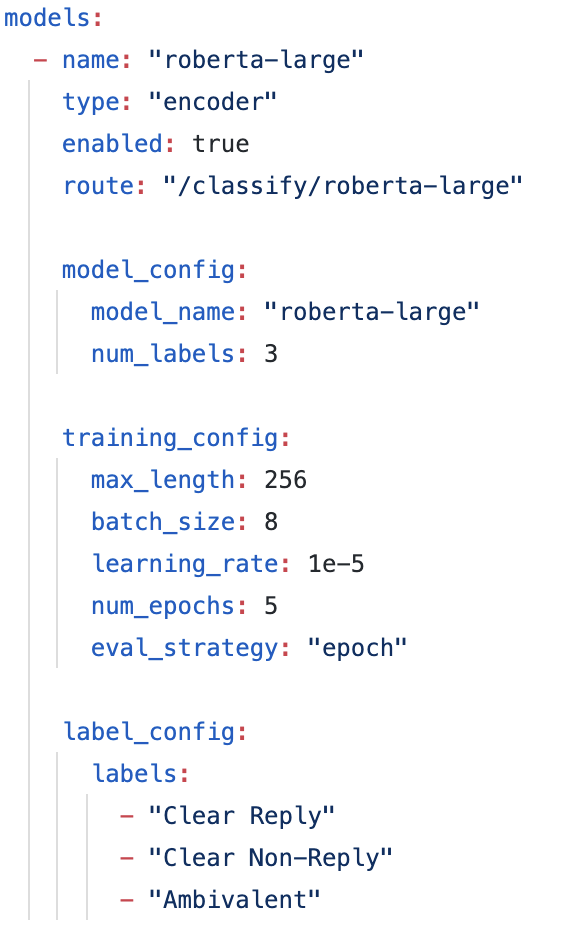 models:
  - name: "roberta-large"
    type: "encoder"
    enabled: true
    route: "/classify/roberta-large"

    model_config:
      model_name: "roberta-large"
      num_labels: 3

    training_config:
      max_length: 256
      batch_size: 8
      learning_rate: 1e-5
      num_epochs: 5
      eval_strategy: "epoch"

    label_config:
      labels:
        - "Clear Reply"
        - "Clear Non-Reply"
        - "Ambivalent"